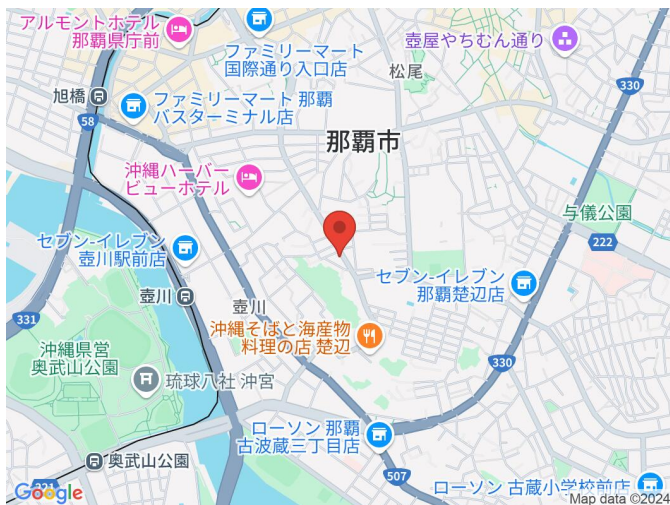 アルモントホテル
那覇県庁前
ファミリーマート
国際通り入口店
壺屋やちむん通り
松尾
330
旭橋
58
ファミリーマート 那覇
バスターミナル店
那覇市
沖縄ハーバー
ビューホテル
与儀公園
222
セブン-イレブン
壺川駅前店
セブン-イレブン
那覇楚辺店
壺川
壺川
331
沖縄そばと海産物
料理の店 楚辺
沖縄県営
奥武山公園
330
琉球八社 沖宮
ローソン 那覇
古波蔵三丁目店
奥武山公園
507
ローソン 古蔵小学校前店
221
Google
Map data ©2024